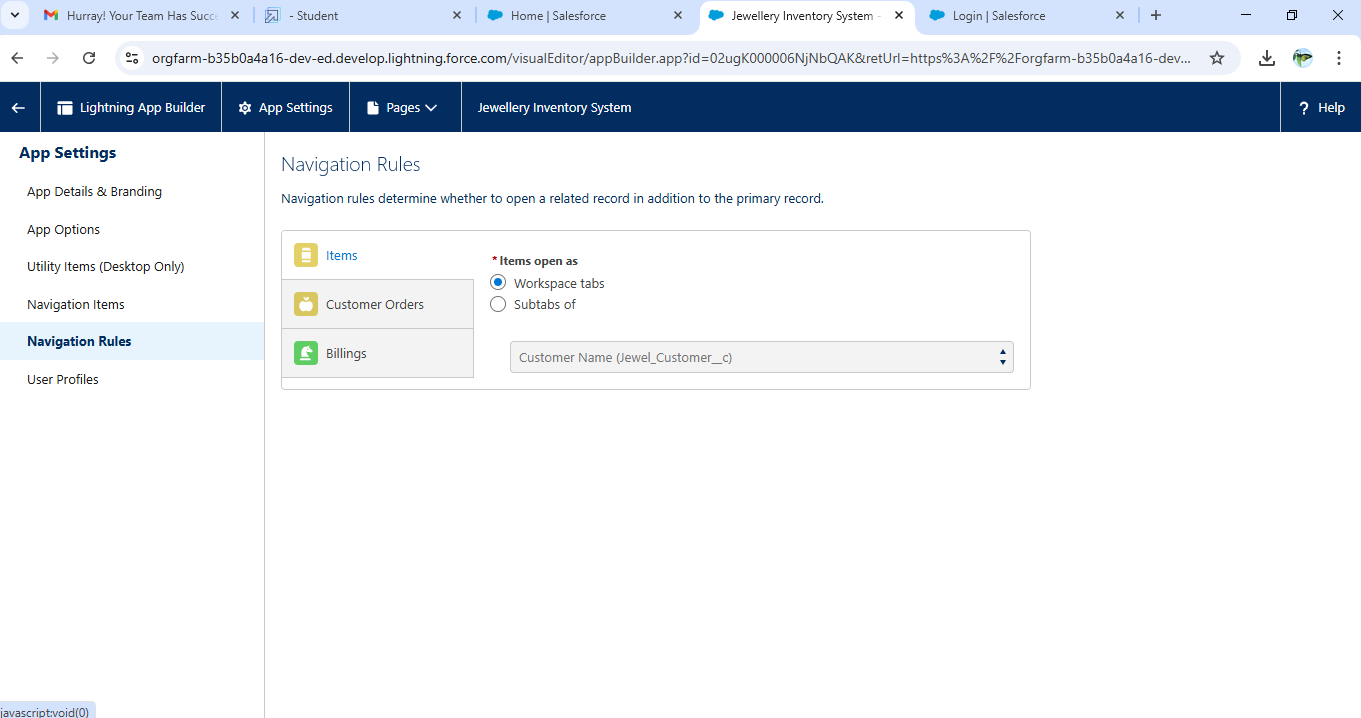 Hurray! Your Team Has Succe
- Student
Home | Salesforce
Jewellery Inventory System -
Login | Salesforce
orgfarm-b35b0a4a16-dev-ed.develop.lightning.force.com/visualEditor/appBuilder.app?id=02ugK000006NjNbQAK&retUrl=https%3A%2F%2Forgfarm-b35b0a4a16-dev...
Lightning App Builder
App Settings
Pages
Jewellery Inventory System
? Help
App Settings
App Details & Branding
App Options
Utility Items (Desktop Only)
Navigation Items
Navigation Rules
User Profiles
Navigation Rules
Navigation rules determine whether to open a related record in addition to the primary record.
Items
Customer Orders
Billings
*Items open as
Workspace tabs
Subtabs of
Customer Name (Jewel_Customer__c)
javascript:void(0)